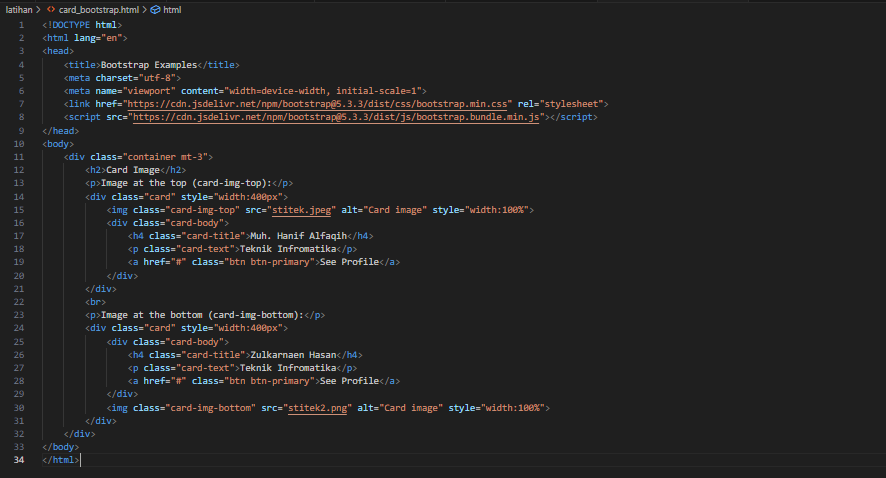 latihan > card_bootstrap.html > html
1 <!DOCTYPE html>
2 <html lang="en">
3 <head>
4 <title>Bootstrap Examples</title>
5 <meta charset="utf-8">
6 <meta name="viewport" content="width=device-width, initial-scale=1">
7 <link href="https://cdn.jsdelivr.net/npm/bootstrap@5.3.3/dist/css/bootstrap.min.css" rel="stylesheet">
8 <script src="https://cdn.jsdelivr.net/npm/bootstrap@5.3.3/dist/js/bootstrap.bundle.min.js"></script>
9 </head>
10 <body>
11 <div class="container mt-3">
12 <h2>Card Image</h2>
13 <p>Image at the top (card-img-top):</p>
14 <div class="card" style="width:400px">
15 <img class="card-img-top" src="stitek.jpeg" alt="Card image" style="width:100%">
16 <div class="card-body">
17 <h4 class="card-title">Muh. Hanif Alfaqih</h4>
18 <p class="card-text">Teknik Infromatika</p>
19 <a href="#" class="btn btn-primary">See Profile</a>
20 </div>
21 </div>
22 <br>
23 <p>Image at the bottom (card-img-bottom):</p>
24 <div class="card" style="width:400px">
25 <div class="card-body">
26 <h4 class="card-title">Zulkarnaen Hasan</h4>
27 <p class="card-text">Teknik Infromatika</p>
28 <a href="#" class="btn btn-primary">See Profile</a>
29 </div>
30 <img class="card-img-bottom" src="stitek2.png" alt="Card image" style="width:100%">
31 </div>
32 </div>
33 </body>
34 </html>